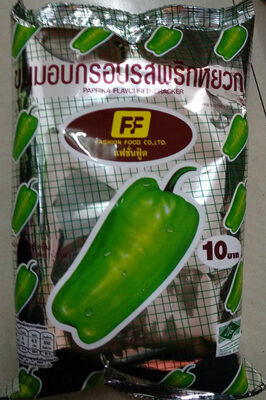 ขนมอบกรอบรสพริกหยวก
PAPRIKA FLAVOURED CRACKER
FF
FASHION FOOD CO.,LTD.
แฟชั่นฟู้ด
10 บาท